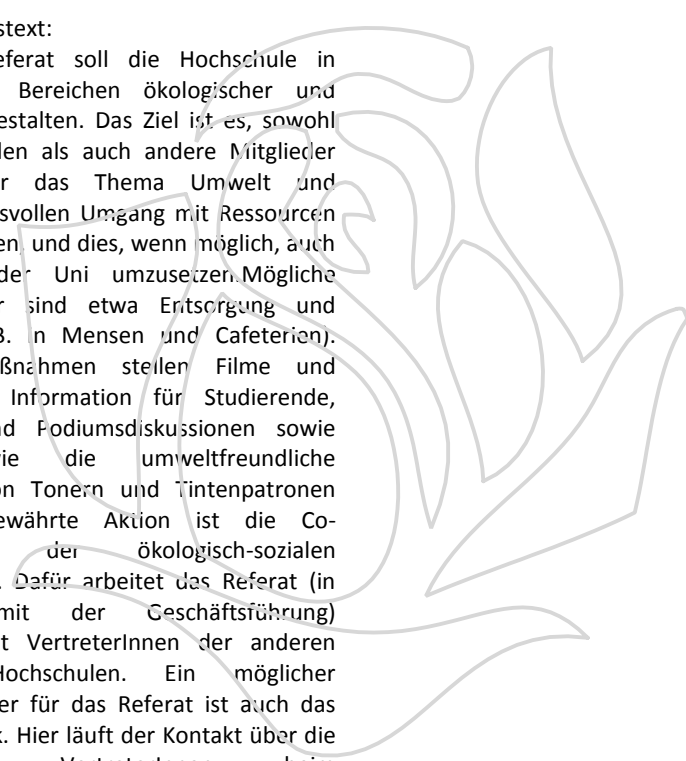 stext:
eferat soll die Hochschule in
Bereichen ökologischer und
estalten. Das Ziel ist es, sowohl
den als auch andere Mitglieder
r das Thema Umwelt und
svollen Umgang mit Ressourcen
en, und dies, wenn möglich, auch
der Uni umzusetzen.Mögliche
r sind etwa Entsorgung und
B. in Mensen und Cafeterien).
ßnahmen stellen Filme und
Information für Studierende,
nd Podiumsdiskussionen sowie
vie die umweltfreundliche
on Tonern und Tintenpatronen
ewährte Aktion ist die Co-
der ökologisch-sozialen
. Dafür arbeitet das Referat (in
mit der Geschäftsführung)
t VertreterInnen der anderen
Hochschulen. Ein möglicher
er für das Referat ist auch das
k. Hier läuft der Kontakt über die
VertreterInnen beim